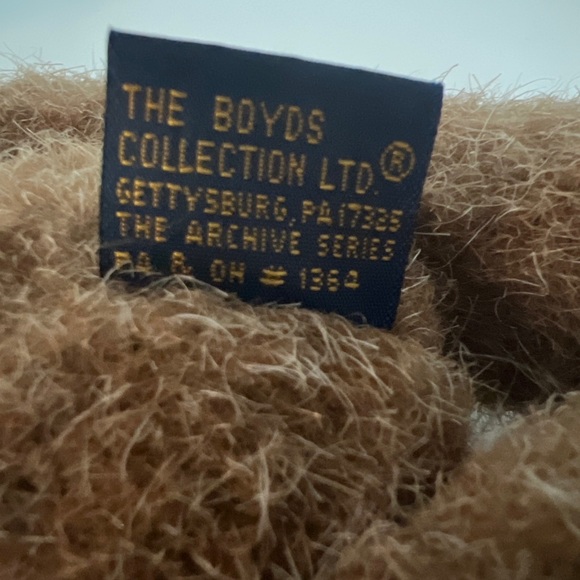 THE BOYDS
COLLECTION LTD.®
GETTYSBURG, PA 17325
THE ARCHIVE SERIES
PA & OH # 1364